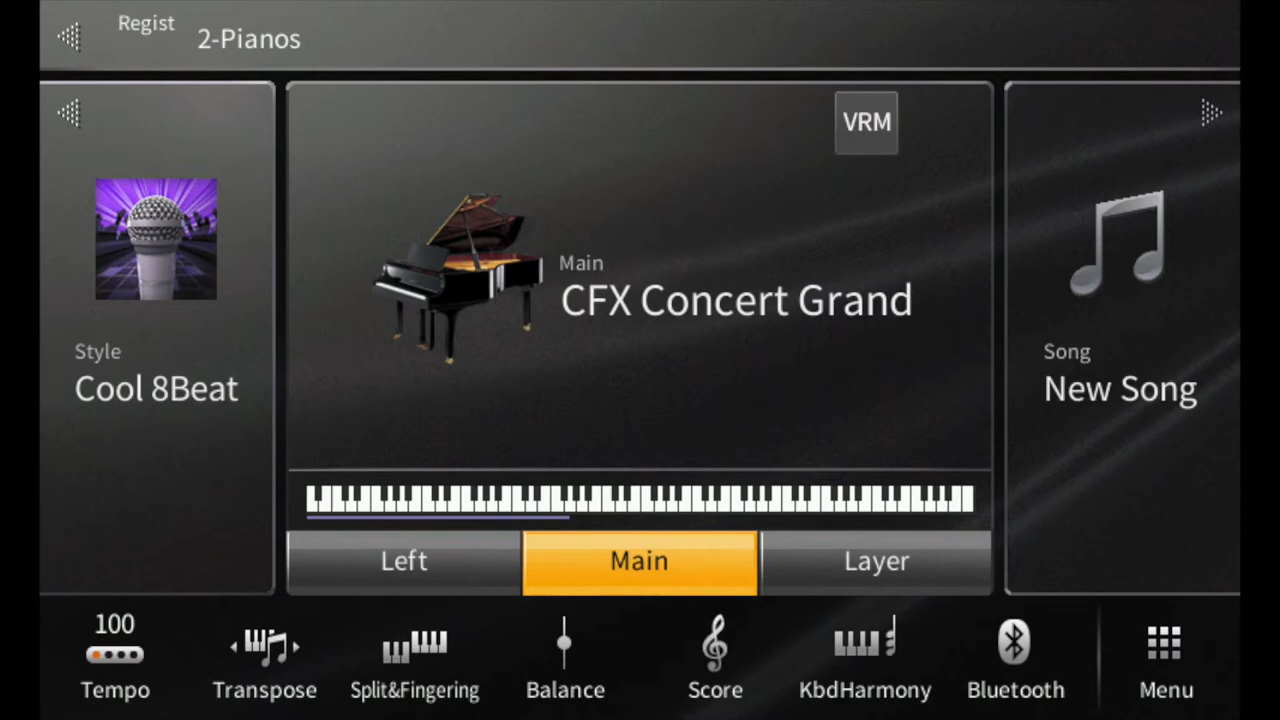 Regist
2-Pianos
VRM
Main
CFX Concert Grand
Style
Cool 8Beat
Song
New Song
Left
Main
Layer
100
Tempo
Transpose
Split&Fingering
Balance
Score
KbdHarmony
Bluetooth
Menu